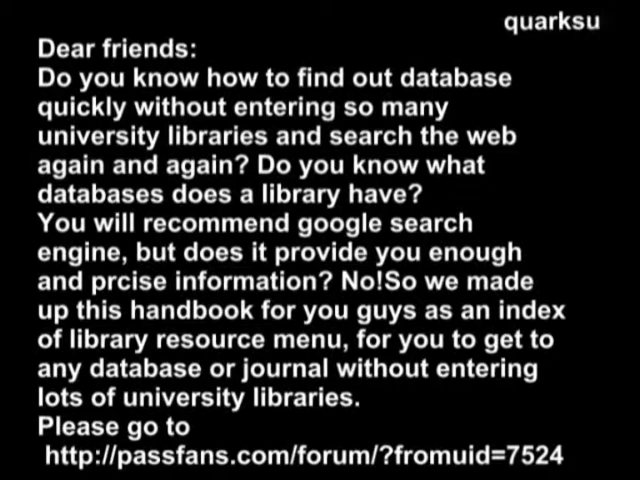 quarksu
Dear friends:
Do you know how to find out database
quickly without entering so many
university libraries and search the web
again and again? Do you know what
databases does a library have?
You will recommend google search
engine, but does it provide you enough
and prcise information? No!So we made
up this handbook for you guys as an index
of library resource menu, for you to get to
any database or journal without entering
lots of university libraries.
Please go to
http://passfans.com/forum/?fromuid=7524